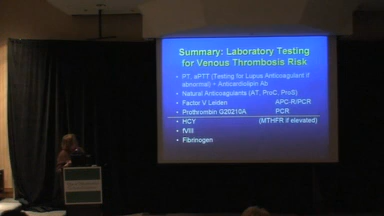 Summary: Laboratory Testing
for Venous Thrombosis Risk
• PT, aPTT (Testing for Lupus Anticoagulant if
abnormal) + Anticardiolipin Ab
• Natural Anticoagulants (AT, ProC, ProS)
• Factor V Leiden APC-R/PCR
• Prothrombin G20210A PCR
• HCY (MTHFR if elevated)
• fVIII
• Fibrinogen